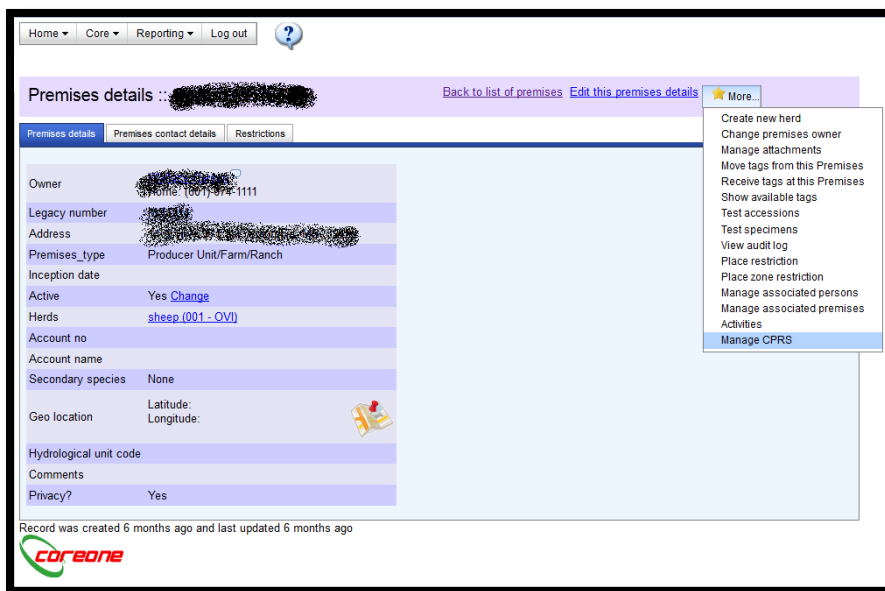 Home Core Reporting Log out ?
Premises details :: Back to list of premises Edit this premises details More...
Premises details Premises contact details Restrictions
Create new herd
Change premises owner
Manage attachments
Move tags from this Premises
Receive tags at this Premises
Show available tags
Test accessions
Test specimens
View audit log
Place restriction
Place zone restriction
Manage associated persons
Manage associated premises
Activities
Manage CPRS
Owner
Legacy number
Address
Premises_type Producer Unit/Farm/Ranch
Inception date
Active Yes Change
Herds sheep (001 - OVI)
Account no
Account name
Secondary species None
Geo location Latitude:
Longitude:
Hydrological unit code
Comments
Privacy? Yes
Record was created 6 months ago and last updated 6 months ago
coreone